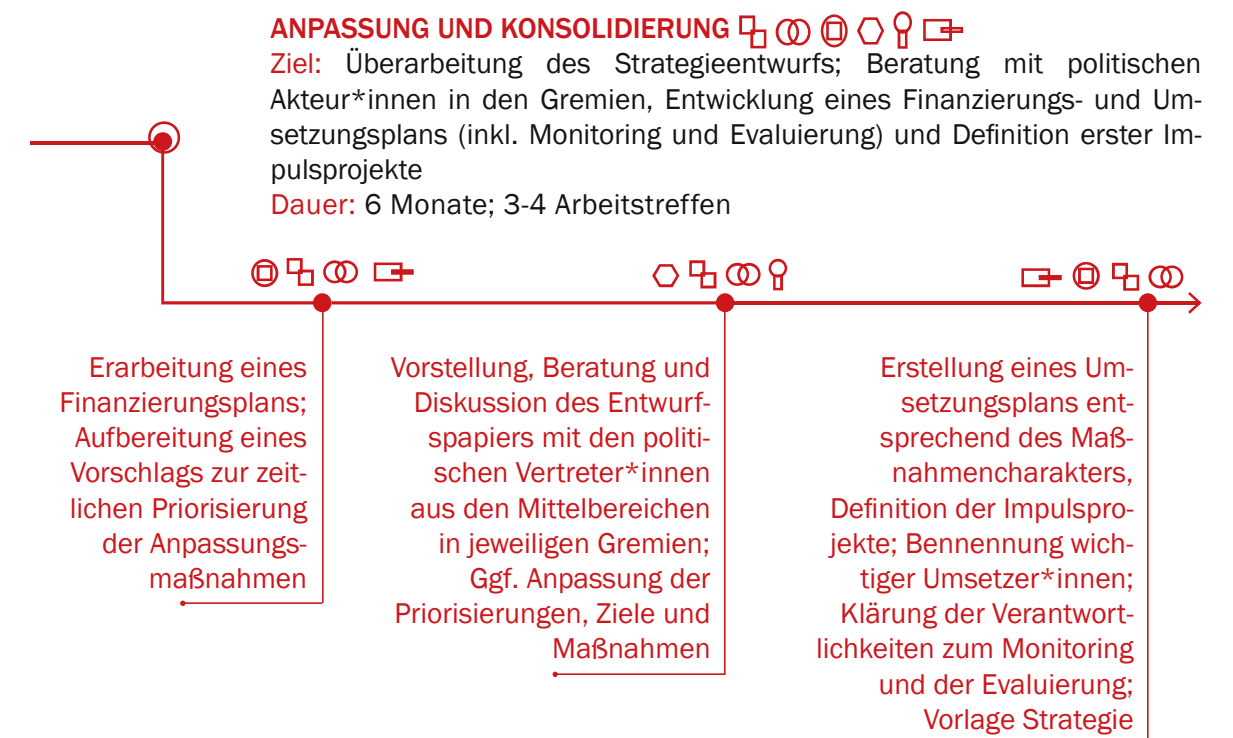 ANPASSUNG UND KONSOLIDIERUNG
Ziel: Überarbeitung des Strategieentwurfs; Beratung mit politischen
Akteur*innen in den Gremien, Entwicklung eines Finanzierungs- und Um-
setzungsplans (inkl. Monitoring und Evaluierung) und Definition erster Im-
pulsprojekte
Dauer: 6 Monate; 3-4 Arbeitstreffen
Erarbeitung eines
Finanzierungsplans;
Aufbereitung eines
Vorschlags zur zeit-
lichen Priorisierung
der Anpassungs-
maßnahmen
Vorstellung, Beratung und
Diskussion des Entwurf-
spapiers mit den politi-
schen Vertreter*innen
aus den Mittelbereichen
in jeweiligen Gremien;
Ggf. Anpassung der
Priorisierungen, Ziele und
Maßnahmen
Erstellung eines Um-
setzungsplans ent-
sprechend des Maß-
nahmencharakters,
Definition der Impulspro-
jekte; Bennennung wich-
tiger Umsetzer*innen;
Klärung der Verantwort-
lichkeiten zum Monitoring
und der Evaluierung;
Vorlage Strategie